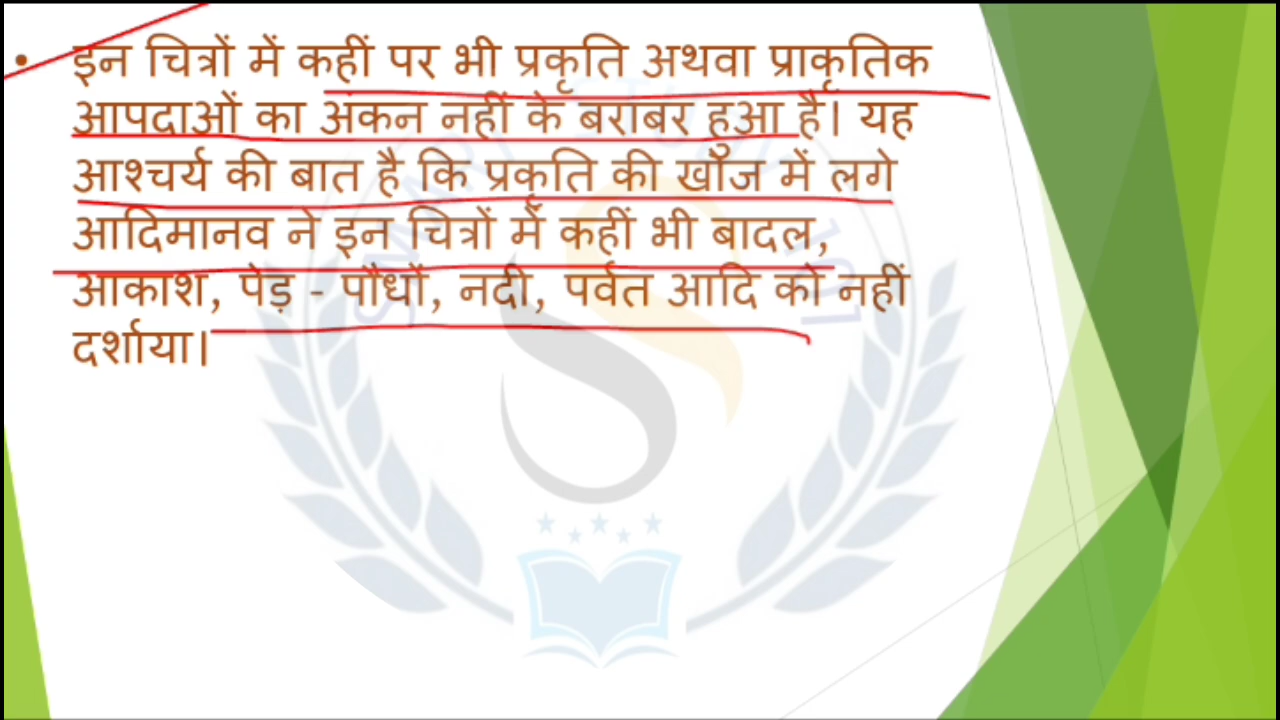 • इन चित्रों में कहीं पर भी प्रकृति अथवा प्राकृतिक
आपदाओं का अंकन नहीं के बराबर हुआ है। यह
आश्चर्य की बात है कि प्रकृति की खोज में लगे
आदिमानव ने इन चित्रों में कहीं भी बादल,
आकाश, पेड़ - पौधों, नदी, पर्वत आदि को नहीं
दर्शाया।